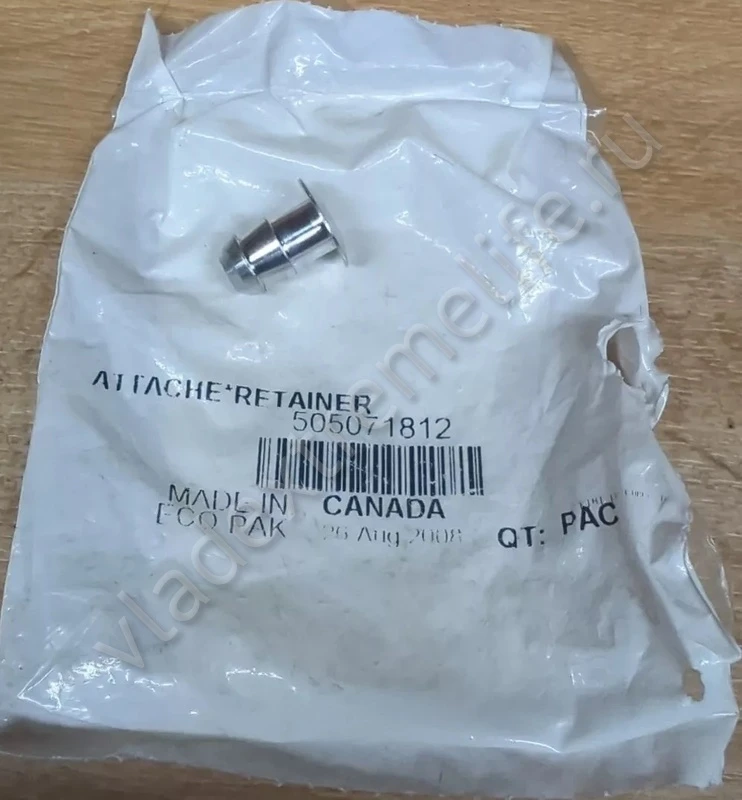 ATTACHE*RETAINER
505071812
MADE IN CANADA
ECO PAK 26 Aug 2008 QT: PAC